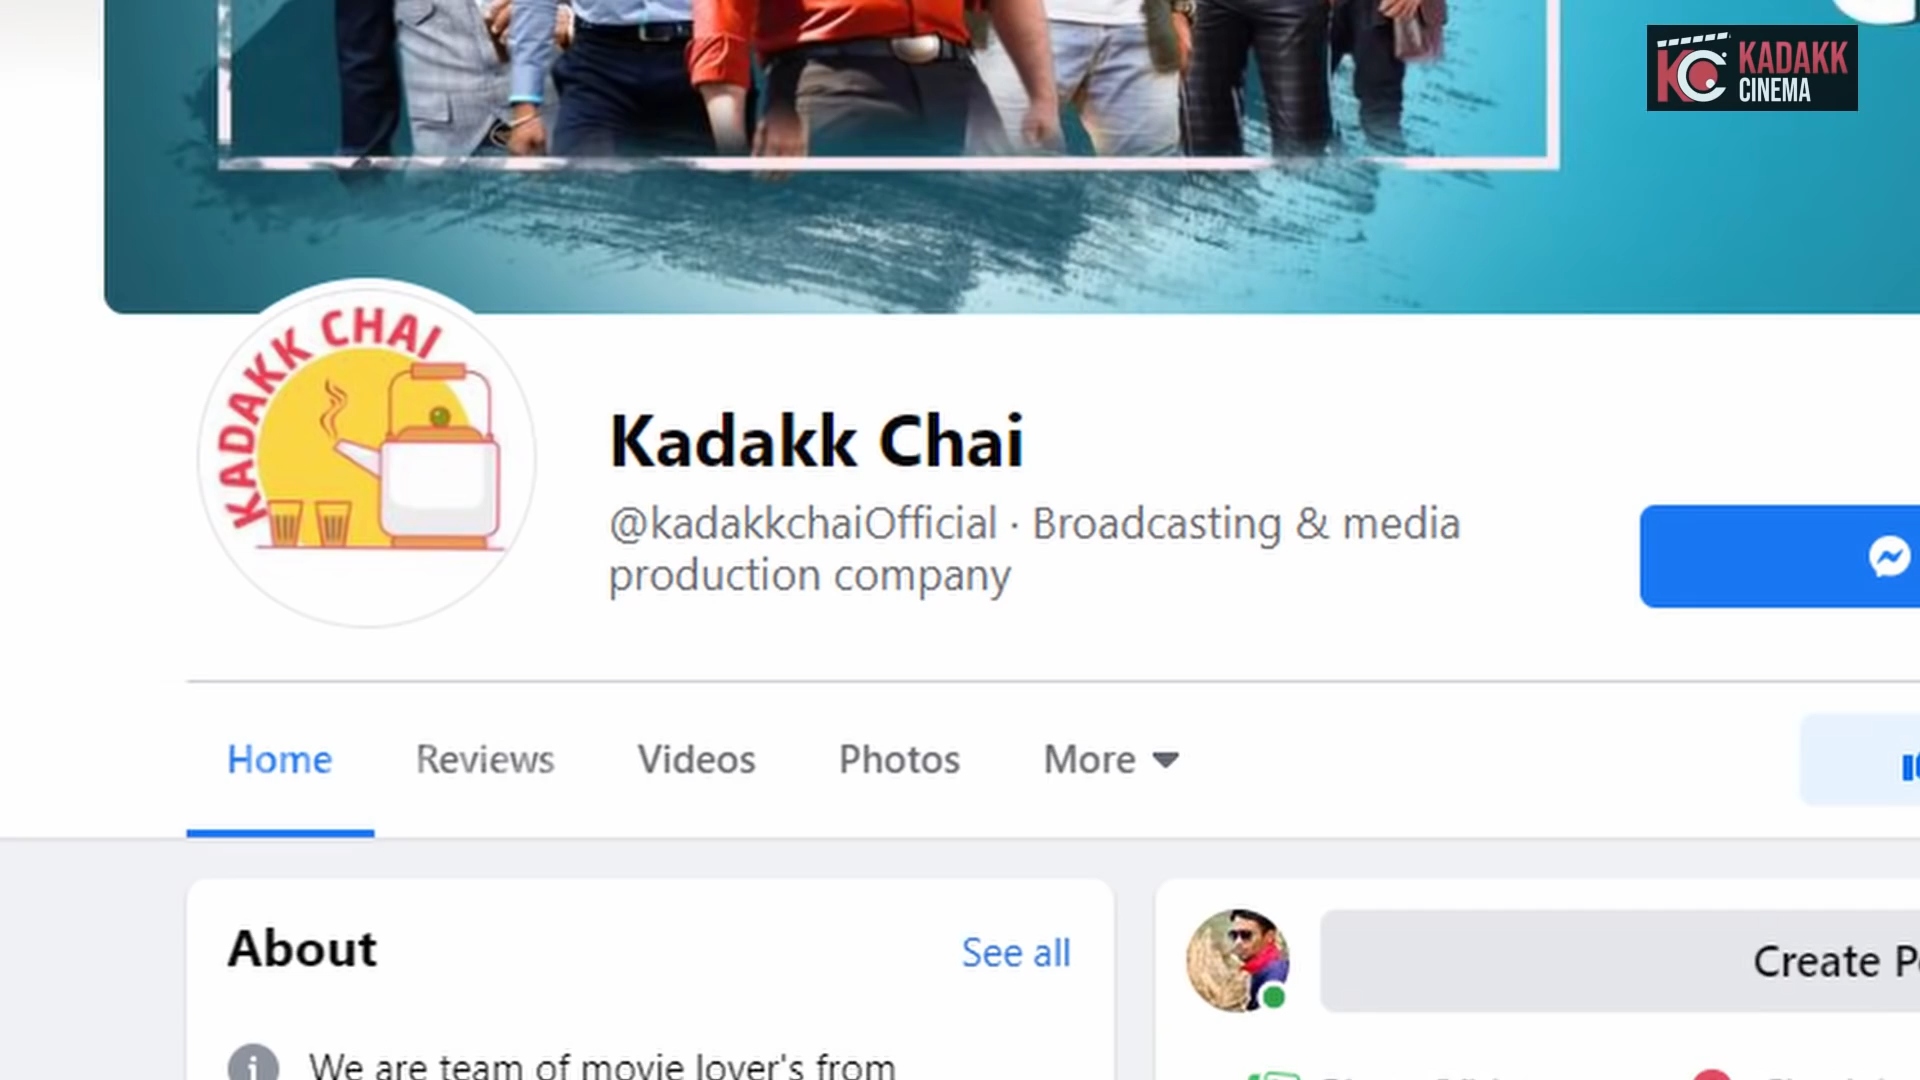 KADAKK
CINEMA
KADAKK CHAI
Kadakk Chai
@kadakkchaiOfficial · Broadcasting & media
production company
Home Reviews Videos Photos More
About See all
Create
We are team of movie lover's from